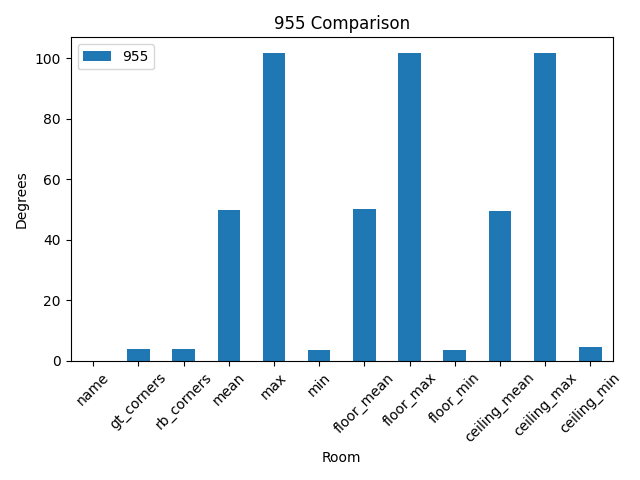 955 Comparison
955
Degrees
100
80
60
40
20
0
name
gt_corners
rb_corners
mean
max
min
floor_mean
floor_max
floor_min
ceiling_mean
ceiling_max
ceiling_min
Room